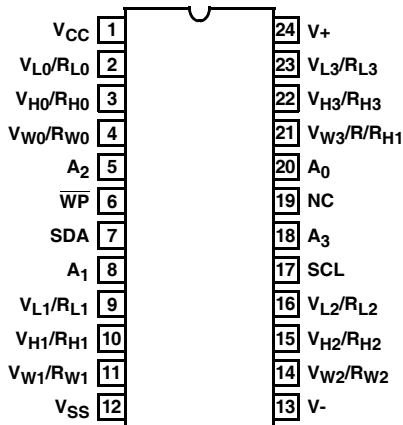 VCC 1 24 V+
VL0/RL0 2 23 VL3/RL3
VH0/RH0 3 22 VH3/RH3
VW0/RW0 4 21 VW3/R/RH1
A2 5 20 A0
WP 6 19 NC
SDA 7 18 A3
A1 8 17 SCL
VL1/RL1 9 16 VL2/RL2
VH1/RH1 10 15 VH2/RH2
VW1/RW1 11 14 VW2/RW2
VSS 12 13 V-